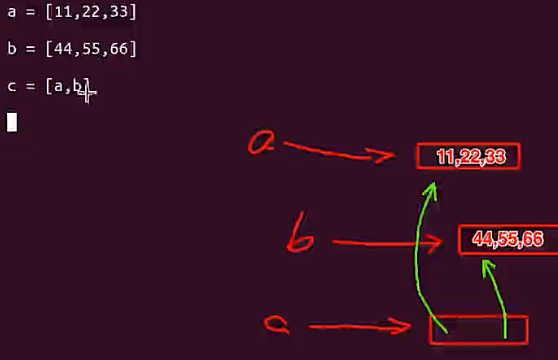 a = [11,22,33]
b = [44,55,66]
c = [a,b]
a
11,22,33
b
44,55,66
a